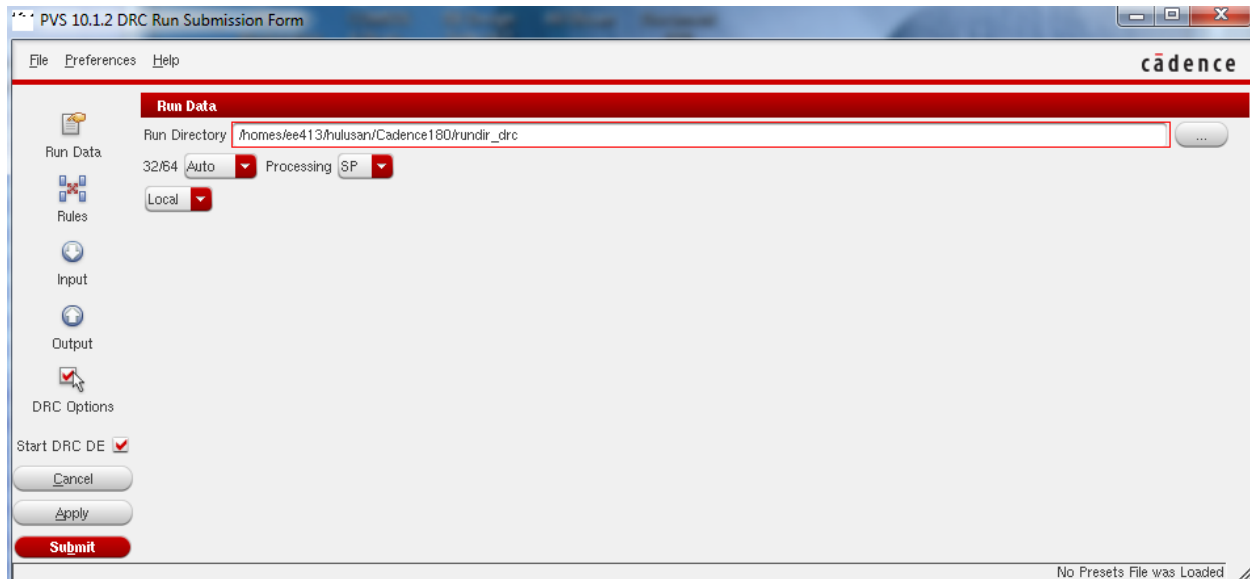 PVS 10.1.2 DRC Run Submission Form
File Preferences Help
cādence
Run Data
Run Data
Run Directory /homes/ee413/hulusan/Cadence180/rundir_drc ...
32/64 Auto Processing SP
Local
Rules
Input
Output
DRC Options
Start DRC DE
Cancel
Apply
Submit
No Presets File was Loaded